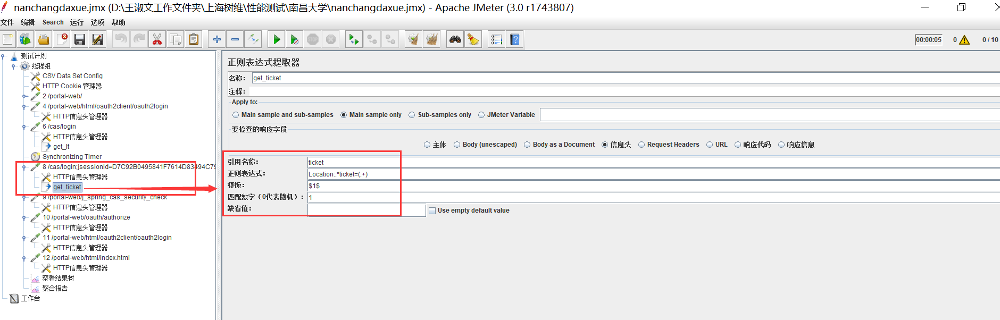 nanchangdaxue.jmx (D:\王淑文工作文件夹\上海树维\性能测试\南昌大学\nanchangdaxue.jmx) - Apache JMeter (3.0 r1743807)
文件 编辑 Search 运行 选项 帮助
00:00:05 0 0 / 10
测试计划
线程组
CSV Data Set Config
HTTP Cookie 管理器
2 /portal-web/
4 /portal-web/html/oauth2client/oauth2login
HTTP信息头管理器
6 /cas/login
HTTP信息头管理器
get_lt
Synchronizing Timer
8 /cas/login;jsessionid=D7C92B0495841F7614D83494C79
HTTP信息头管理器
get_ticket
9 /portal-web/j_spring_cas_security_check
HTTP信息头管理器
10 /portal-web/oauth/authorize
HTTP信息头管理器
11 /portal-web/html/oauth2client/oauth2login
HTTP信息头管理器
12 /portal-web/html/index.html
HTTP信息头管理器
察看结果树
聚合报告
工作台
正则表达式提取器
名称: get_ticket
注释:
Apply to:
Main sample and sub-samples Main sample only Sub-samples only JMeter Variable
要检查的响应字段
主体 Body (unescaped) Body as a Document 信息头 Request Headers URL 响应代码 响应信息
引用名称: ticket
正则表达式: Location:.*ticket=(.+)
模板: $1$
匹配数字（0代表随机）: 1
缺省值: Use empty default value